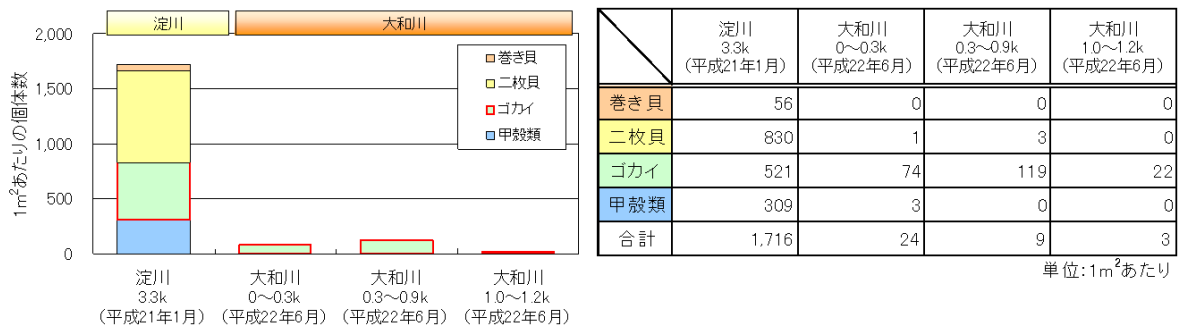 淀川
大和川
2,000
1,500
1,000
500
0
1m²あたりの個体数
巻き貝
二枚貝
ゴカイ
甲殻類
淀川
3.3k
(平成21年1月)
大和川
0～0.3k
(平成22年6月)
大和川
0.3～0.9k
(平成22年6月)
大和川
1.0～1.2k
(平成22年6月)
淀川 大和川 大和川 大和川
3.3k 0～0.3k 0.3～0.9k 1.0～1.2k
(平成21年1月) (平成22年6月) (平成22年6月) (平成22年6月)
巻き貝 56 0 0 0
二枚貝 830 1 3 0
ゴカイ 521 74 119 22
甲殻類 309 3 0 0
合計 1,716 24 9 3
単位:1m²あたり